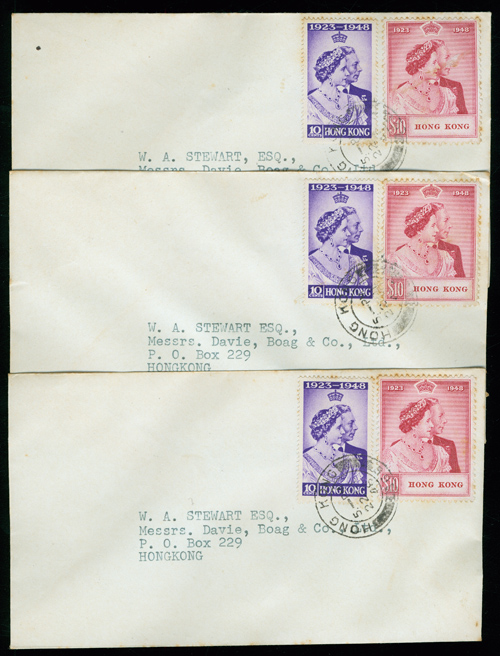 1923-1948
10 CENTS HONG KONG
1923 1948
$10 HONG KONG
W. A. STEWART, ESQ.,
Messrs. Davie, Boag & Co.,
1923-1948
10 CENTS HONG KONG
1923 1948
$10 HONG KONG
HONG KO
W. A. STEWART ESQ.,
Messrs. Davie, Boag & Co., Ltd.,
P. O. Box 229
HONGKONG
1923-1948
10 CENTS HONG KONG
1923 1948
$10 HONG KONG
HONG KONG
W. A. STEWART ESQ.,
Messrs. Davie, Boag & Co.
P. O. Box 229
HONGKONG